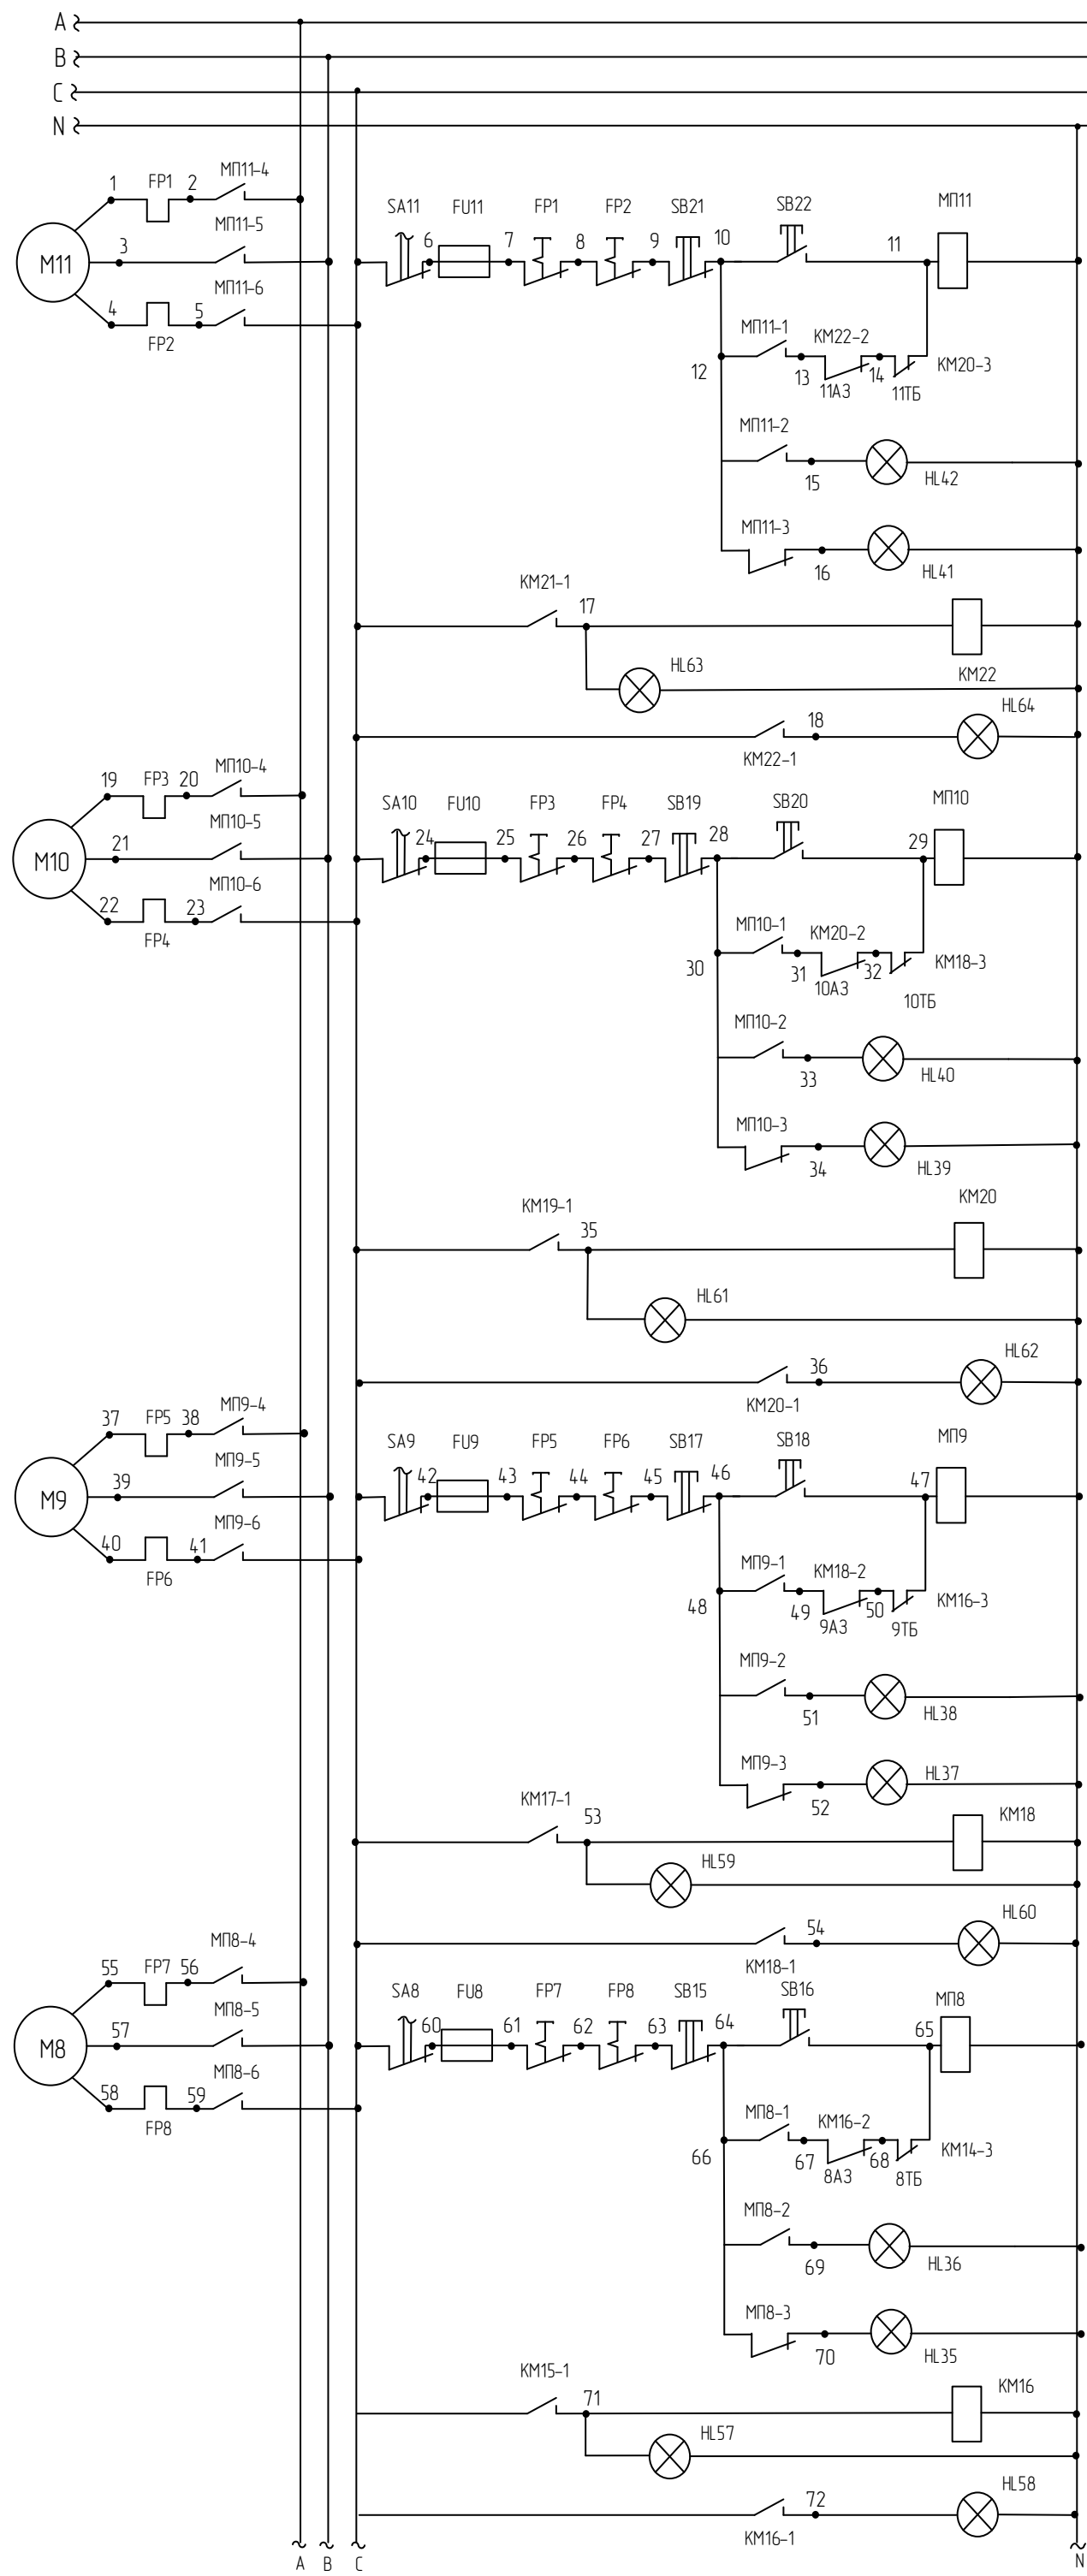 A
B
C
N
1 FP1 2 МП11-4
МП11-5
M11 3
МП11-6
4 5
FP2
SA11 FU11 FP1 FP2 SB21 SB22 МП11
6 7 8 9 10 11
МП11-1 KM22-2
12 13 14 KM20-3
11АЗ 11ТБ
МП11-2
15 HL42
МП11-3
16 HL41
KM21-1 17
HL63 KM22
18 HL64
KM22-1
19 FP3 20 МП10-4
МП10-5
M10 21
МП10-6
22 23
FP4
SA10 FU10 FP3 FP4 SB19 SB20 МП10
24 25 26 27 28 29
МП10-1 KM20-2
30 31 32 KM18-3
10АЗ 10ТБ
МП10-2
33 HL40
МП10-3
34 HL39
KM19-1 35 KM20
HL61
36 HL62
KM20-1
37 FP5 38 МП9-4
МП9-5
M9 39
МП9-6
40 41
FP6
SA9 FU9 FP5 FP6 SB17 SB18 МП9
42 43 44 45 46 47
МП9-1 KM18-2
48 49 50 KM16-3
9АЗ 9ТБ
МП9-2
51 HL38
МП9-3
52 HL37
KM17-1 53 KM18
HL59
54 HL60
KM18-1
55 FP7 56 МП8-4
МП8-5
M8 57
МП8-6
58 59
FP8
SA8 FU8 FP7 FP8 SB15 SB16 МП8
60 61 62 63 64 65
МП8-1 KM16-2
66 67 68 KM14-3
8АЗ 8ТБ
МП8-2
69 HL36
МП8-3
70 HL35
KM15-1 71 KM16
HL57
72 HL58
KM16-1
A B C N